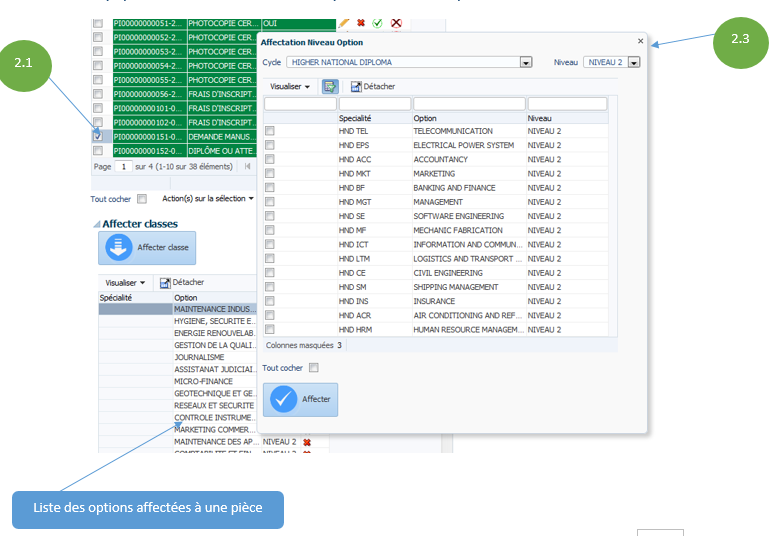 PI00000000051-2... PHOTOCOPIE CER... OUI
PI00000000052-2... PHOTOCOPIE CER...
PI00000000053-2... PHOTOCOPIE CER...
PI00000000054-2... PHOTOCOPIE CER...
PI00000000055-2... PHOTOCOPIE CER...
PI00000000056-2... FRAIS D'INSCRIPT...
PI00000000101-0... FRAIS D'INSCRIPT...
PI00000000102-0... FRAIS D'INSCRIPT...
PI00000000151-0... DEMANDE MANUS...
PI00000000152-0... DIPLÔME OU ATTE...
Page 1 sur 4 (1-10 sur 38 éléments)
Tout cocher Action(s) sur la sélection
Affecter classes
Affecter classe
Visualiser Détacher
Spécialité Option
MAINTENANCE INDUS...
HYGIENE, SECURITE E...
ENERGIE RENOUVELAB...
GESTION DE LA QUALI...
JOURNALISME
ASSISTANAT JUDICIAI...
MICRO-FINANCE
GEOTECHNIQUE ET GE...
RESEAUX ET SECURITE
CONTROLE INSTRUME...
MARKETING COMMER...
MAINTENANCE DES AP... NIVEAU 2
2.1
2.3
Affectation Niveau Option
Cycle HIGHER NATIONAL DIPLOMA Niveau NIVEAU 2
Visualiser Détacher
Specialité Option Niveau
HND TEL TELECOMMUNICATION NIVEAU 2
HND EPS ELECTRICAL POWER SYSTEM NIVEAU 2
HND ACC ACCOUNTANCY NIVEAU 2
HND MKT MARKETING NIVEAU 2
HND BF BANKING AND FINANCE NIVEAU 2
HND MGT MANAGEMENT NIVEAU 2
HND SE SOFTWARE ENGINEERING NIVEAU 2
HND MF MECHANIC FABRICATION NIVEAU 2
HND ICT INFORMATION AND COMMUN... NIVEAU 2
HND LTM LOGISTICS AND TRANSPORT ... NIVEAU 2
HND CE CIVIL ENGINEERING NIVEAU 2
HND SM SHIPPING MANAGEMENT NIVEAU 2
HND INS INSURANCE NIVEAU 2
HND ACR AIR CONDITIONING AND REF... NIVEAU 2
HND HRM HUMAN RESOURCE MANAGEM... NIVEAU 2
Colonnes masquées 3
Tout cocher
Affecter
Liste des options affectées à une pièce